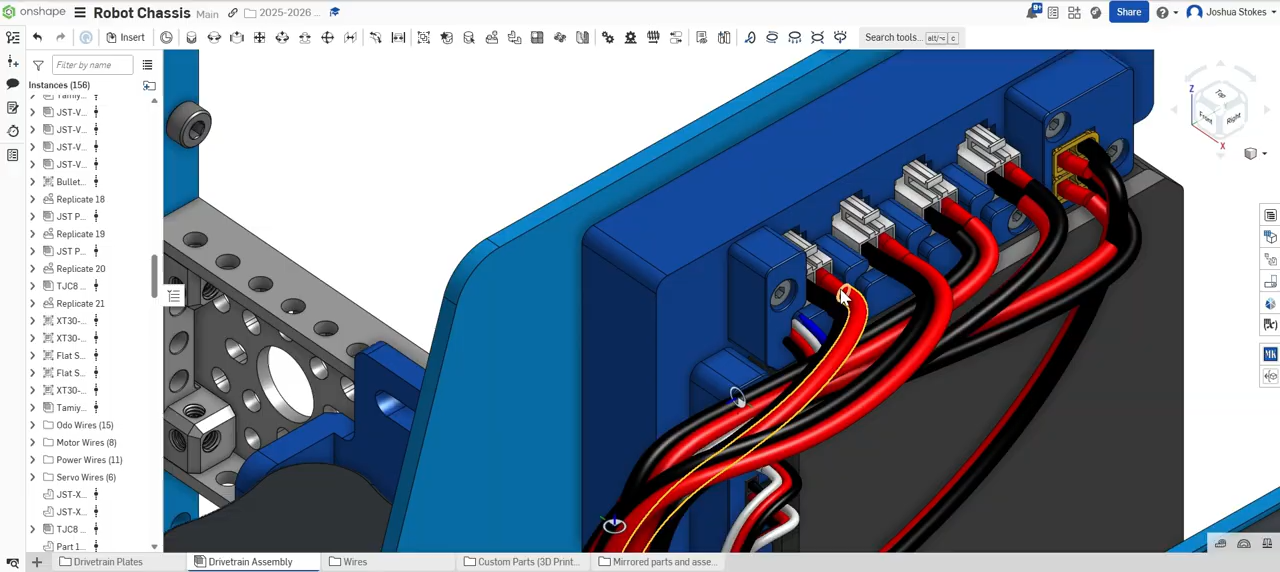 onshape Robot Chassis Main 2025-2026 ... 9+ Share Joshua Stokes
Insert Search tools... alt/⌥ c
Filter by name
Instances (156)
JST-V...
JST-V...
JST-V...
JST-V...
Bullet...
Replicate 18
JST P...
Replicate 19
JST P...
Replicate 20
TJC8 ...
Replicate 21
XT30-...
XT30-...
Flat S...
Flat S...
XT30-...
Tamiy...
Odo Wires (15)
Motor Wires (8)
Power Wires (11)
Servo Wires (6)
JST-X...
JST-X...
TJC8 ...
Part 1...
Z
Top
Front
Right
X
MK
Drivetrain Plates Drivetrain Assembly Wires Custom Parts (3D Print... Mirrored parts and asse...